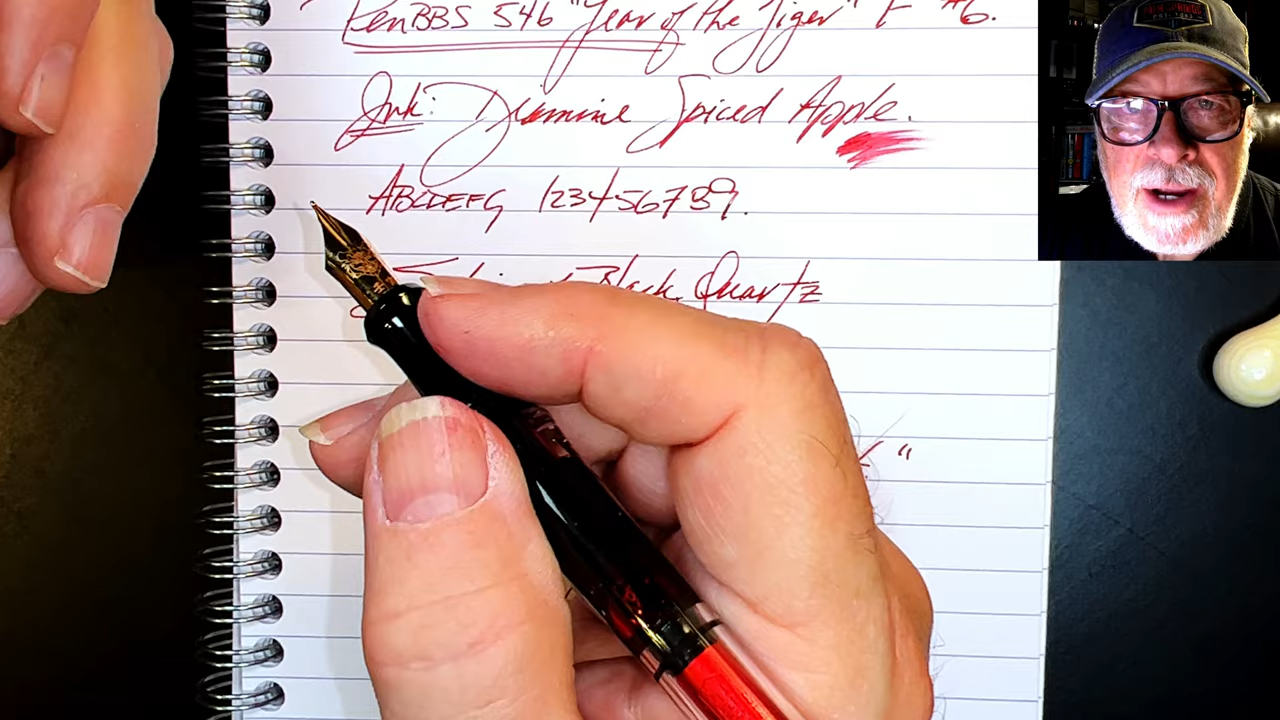 PenBBS 546 "Year of the Tiger" F #6.
Ink: Diamine Spiced Apple.
ABCDEFG 123456789.
Black Quartz
"